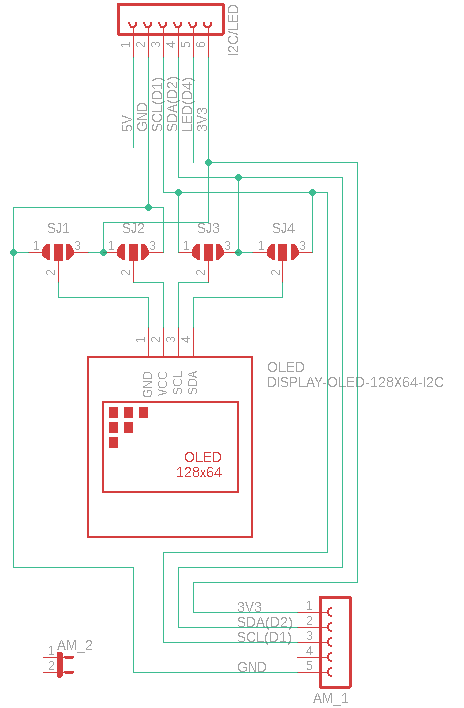 I2C/LED
1 2 3 4 5 6
5V
GND
SCL(D1)
SDA(D2)
LED(D4)
3V3
SJ1 SJ2 SJ3 SJ4
1 3 1 3 1 3 1 3
2 2 2 2
1 2 3 4
GND
VCC
SCL
SDA
OLED
DISPLAY-OLED-128X64-I2C
OLED
128x64
3V3 1
SDA(D2) 2
SCL(D1) 3
4
GND 5
AM_1
AM_2
1
2